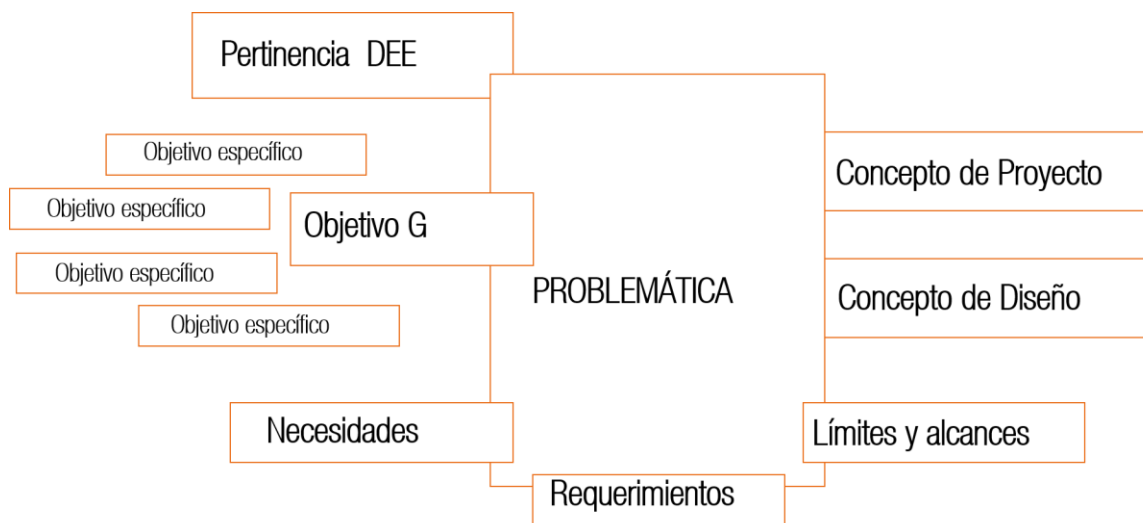 Pertinencia DEE
Objetivo específico
Objetivo específico
Objetivo G
Objetivo específico
Objetivo específico
PROBLEMÁTICA
Concepto de Proyecto
Concepto de Diseño
Necesidades
Límites y alcances
Requerimientos